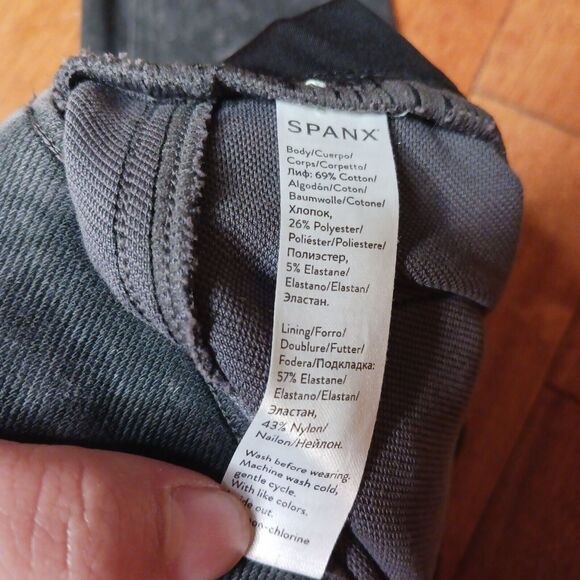 SPANX
Body/Cuerpo/
Corps/Corpetto/
Лиф: 69% Cotton/
Algodón/Coton/
Baumwolle/Cotone/
Хлопок,
26% Polyester/
Poliéster/Poliestere/
Полиэстер,
5% Elastane/
Elastano/Elastan/
Эластан.
Lining/Forro/
Doublure/Futter/
Fodera/Подкладка:
57% Elastane/
Elastano/Elastan/
Эластан,
43% Nylon/
Nailon/Нейлон.
Wash before wearing.
Machine wash cold,
gentle cycle.
With like colors.
out.
-chlorine